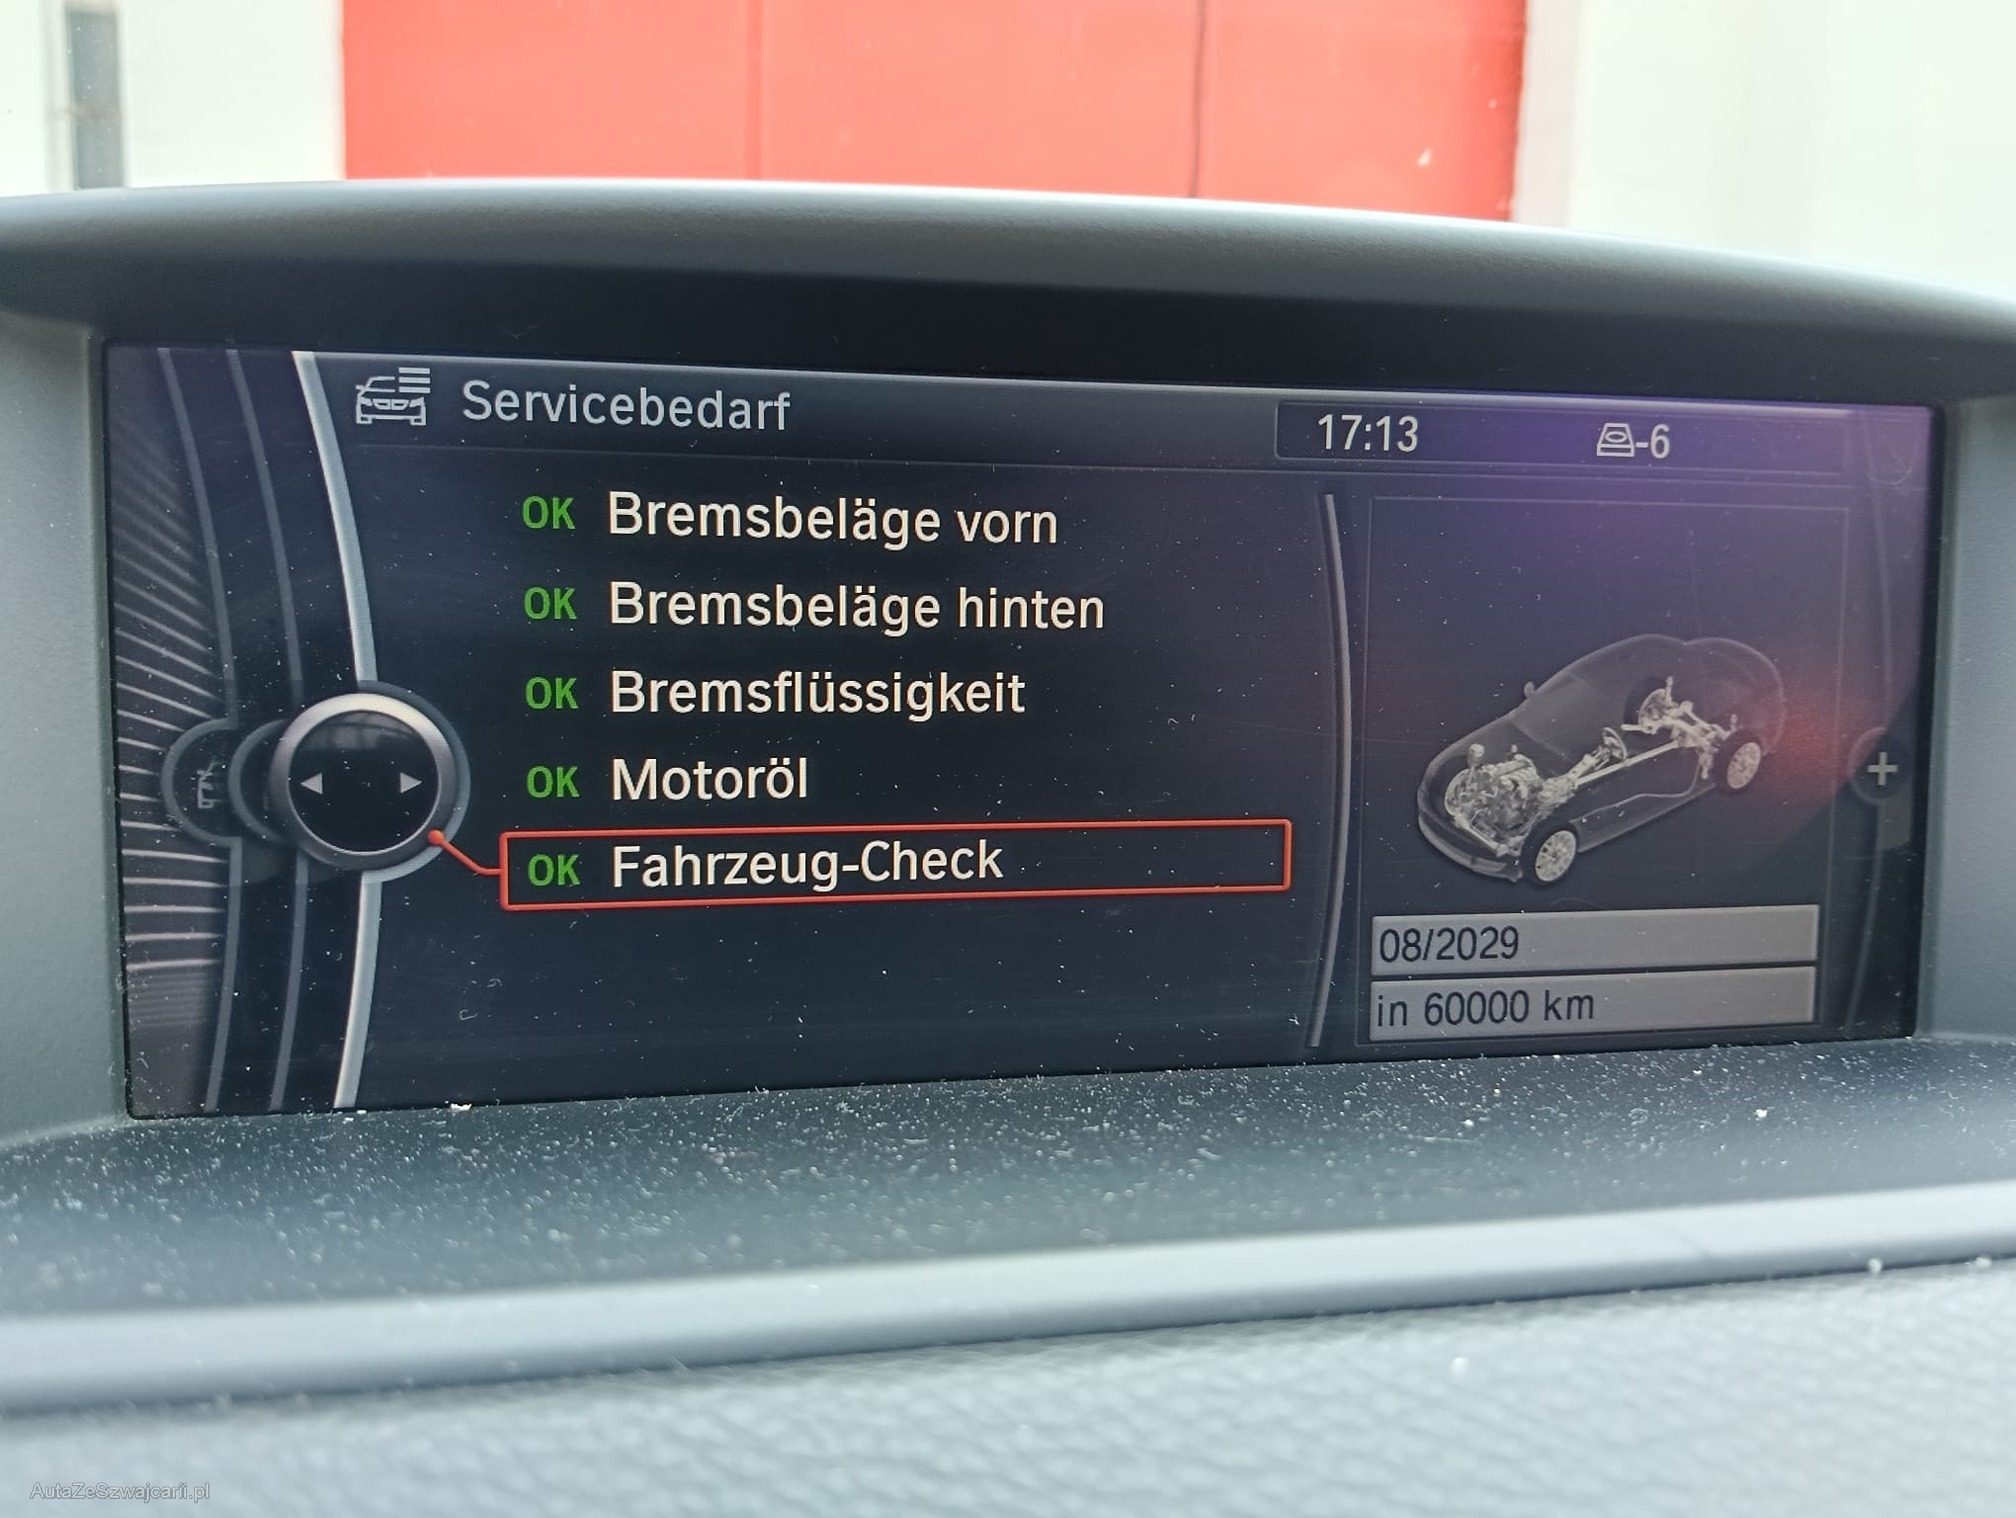 Servicebedarf
17:13
-6
OK Bremsbeläge vorn
OK Bremsbeläge hinten
OK Bremsflüssigkeit
OK Motoröl
OK Fahrzeug-Check
+
08/2029
in 60000 km
AutaZeSzwajcarii.pl